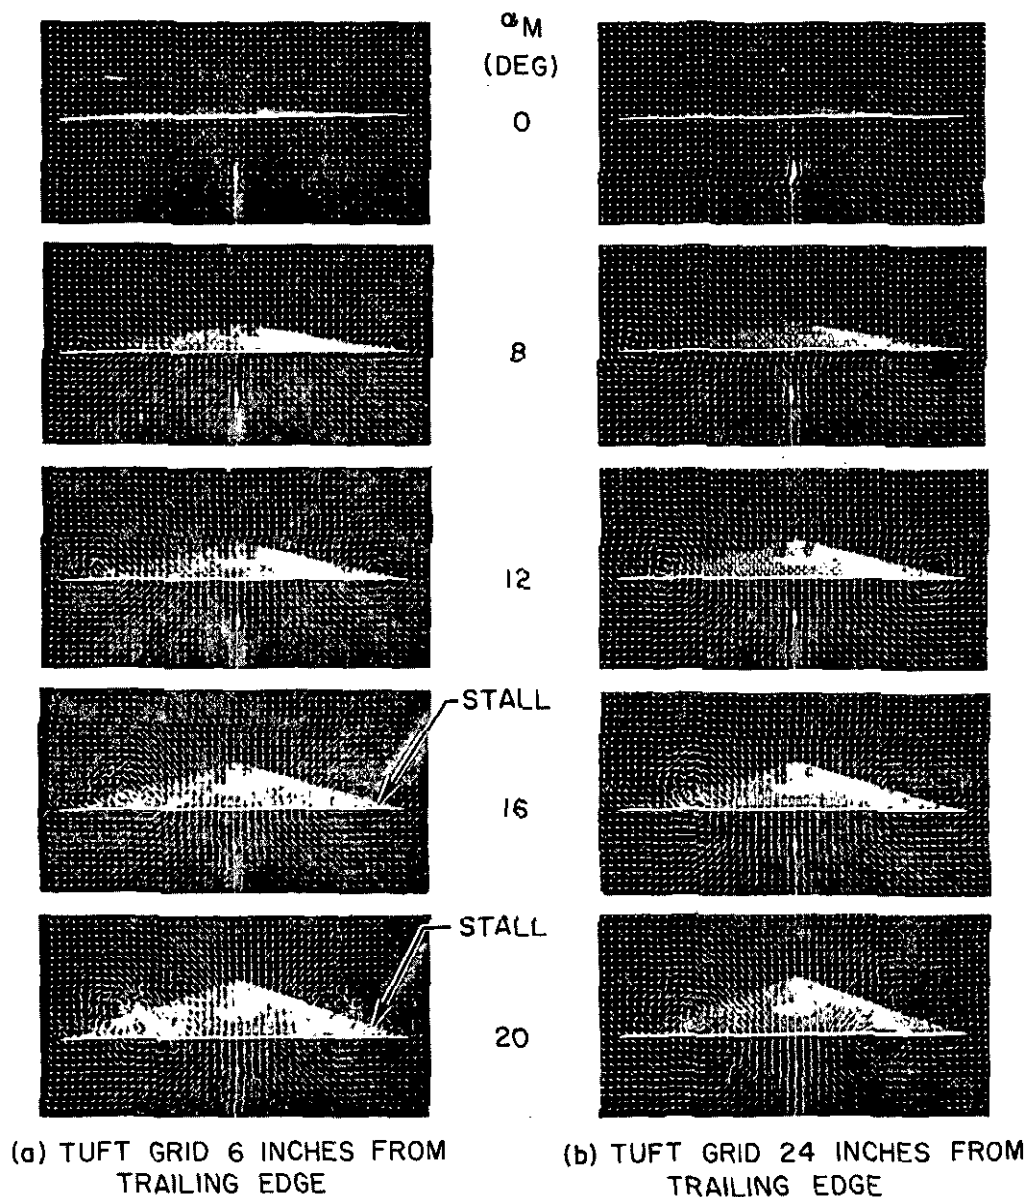 αM
(DEG)
0
8
12
STALL
16
STALL
20
(a) TUFT GRID 6 INCHES FROM
TRAILING EDGE
(b) TUFT GRID 24 INCHES FROM
TRAILING EDGE